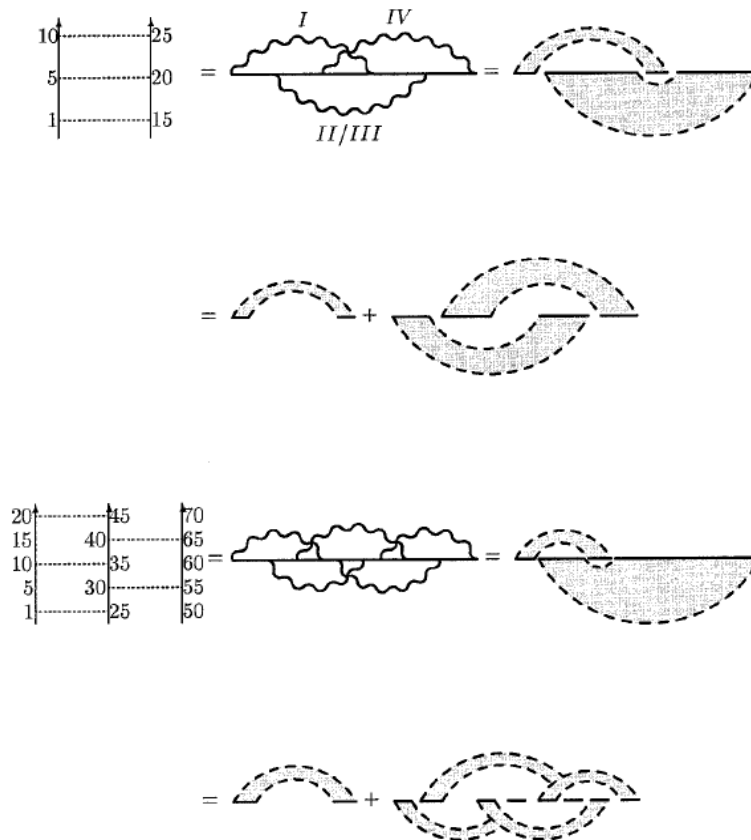 I IV
10 25
5 20 = =
1 15
II/III
= +
20 45 70
15 40 65
10 35 60 = =
5 30 55
1 25 50
= +